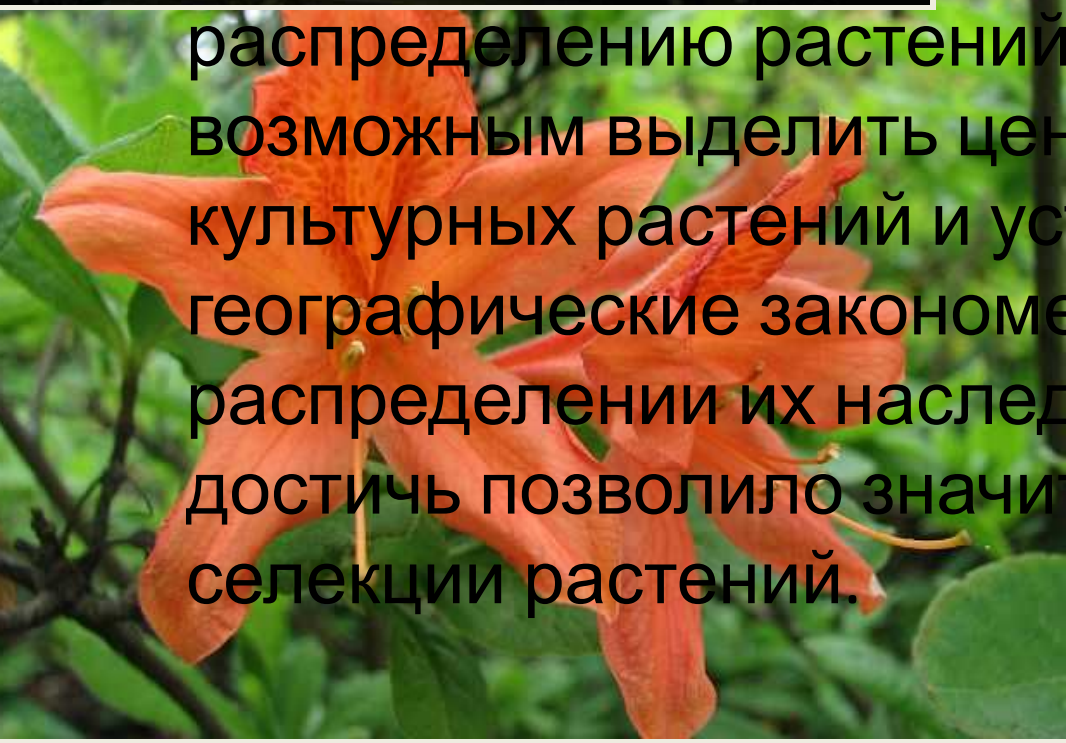 распределению растений
возможным выделить цен
культурных растений и ус
географические закономе
распределении их наслед
достичь позволило значит
селекции растений.